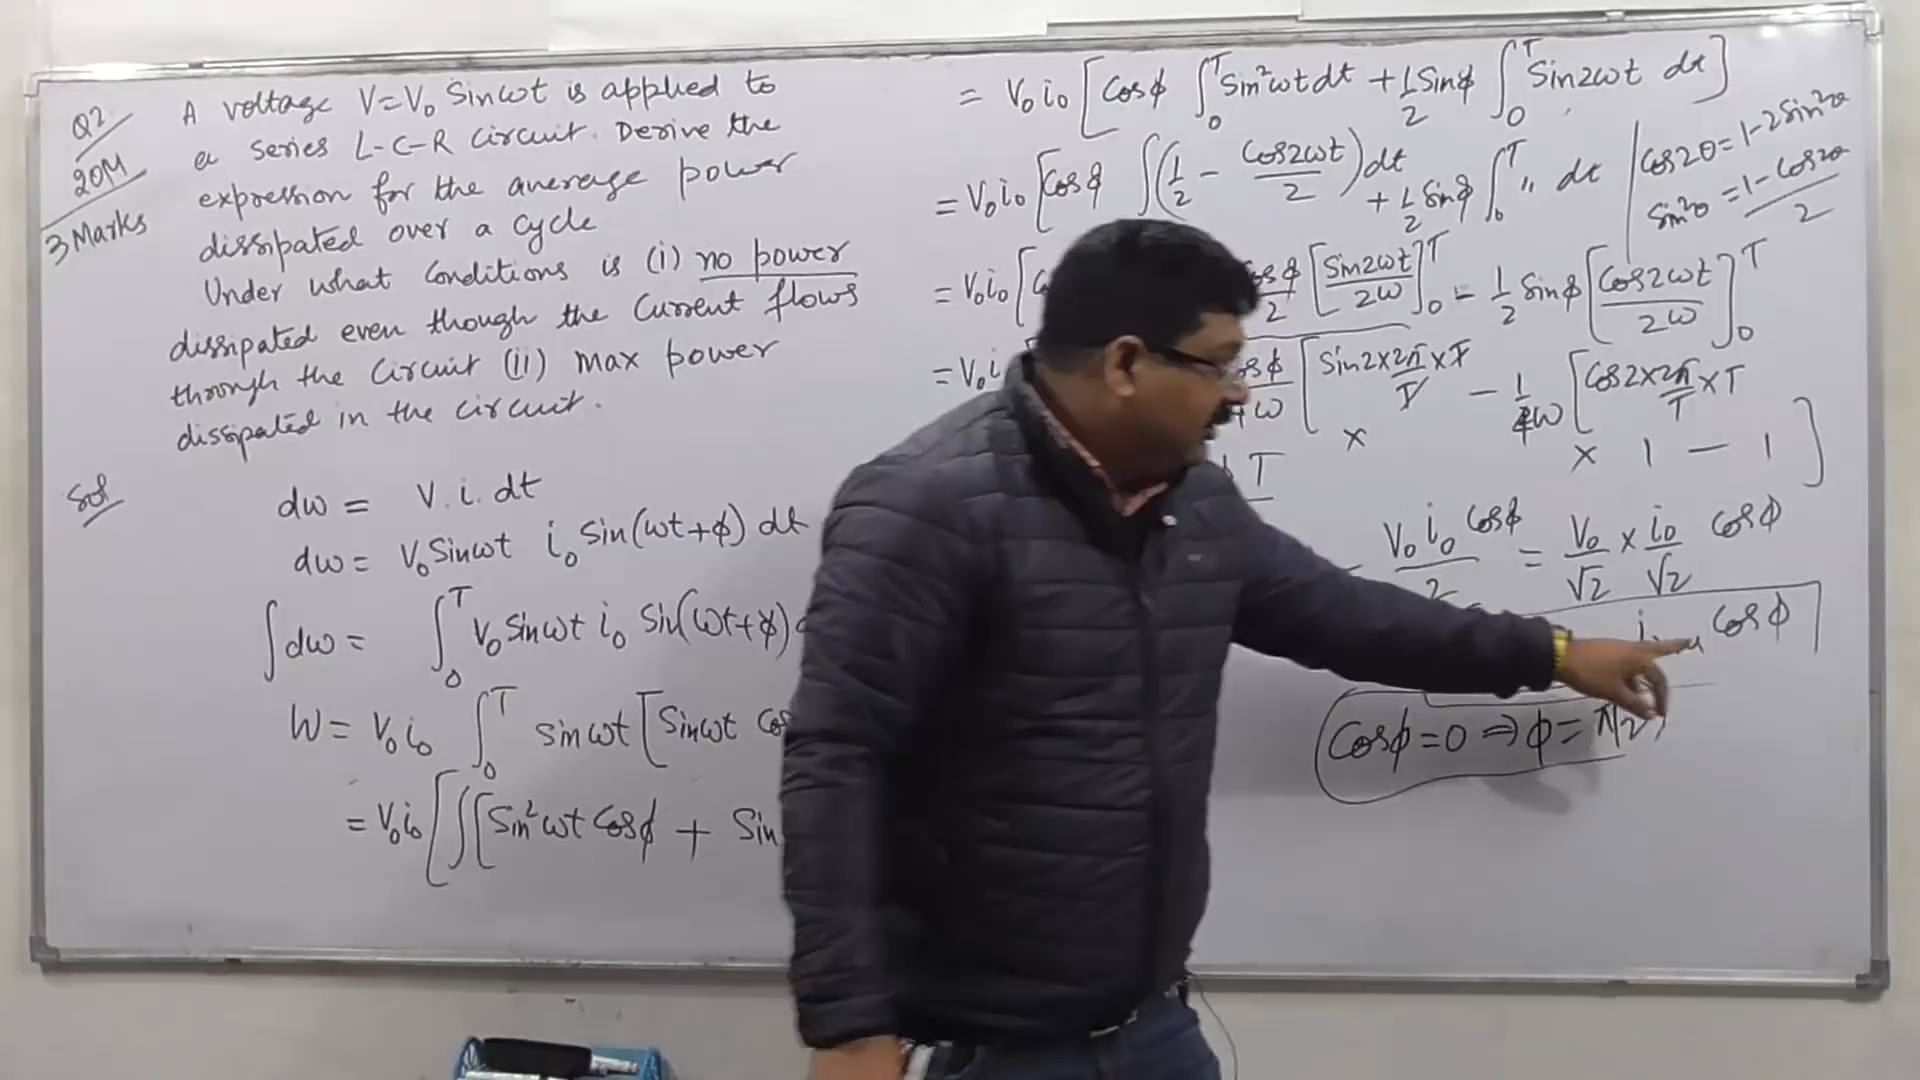 Q2.
20M
3 Marks
A voltage V=V₀ Sinωt is applied to
a series L-C-R Circuit. Derive the
expression for the average power
dissipated over a cycle
Under what Conditions is (i) no power
dissipated even though the Current flows
through the Circuit (ii) max power
dissipated in the circuit.
Sol
dw = V.i.dt
dw = V₀Sinωt i₀ sin(ωt+ϕ) dt
∫dw = ∫₀ᵀ V₀ sinωt i₀ sin(ωt+ϕ)
W = V₀i₀ ∫₀ᵀ sinωt [Sinωt
= V₀i₀ [∫[Sin²ωt Cosϕ + Sin
= V₀i₀ [Cosϕ ∫₀ᵀ Sin²ωt dt + 1/2 Sinϕ ∫₀ᵀ Sin2ωt dt]
= V₀i₀ [Cosϕ ∫(1/2 - Cos2ωt/2)dt + 1/2 Sinϕ ∫₀ᵀ " dt
Cos2θ = 1-2Sin²θ
Sin²θ = 1-Cos2θ/2
= V₀i₀ [ [Sin2ωt/2ω]₀ᵀ - 1/2 Sinϕ [Cos2ωt/2ω]₀ᵀ
= V₀i [Sin2×2π/T×T - 1/4ω [Cos2×2π/T×T
× × 1 - 1]
T
V₀i₀ Cosϕ/2 = V₀/√2 × i₀/√2 Cosϕ
i Cosϕ
Cosϕ=0 ⇒ ϕ = π/2